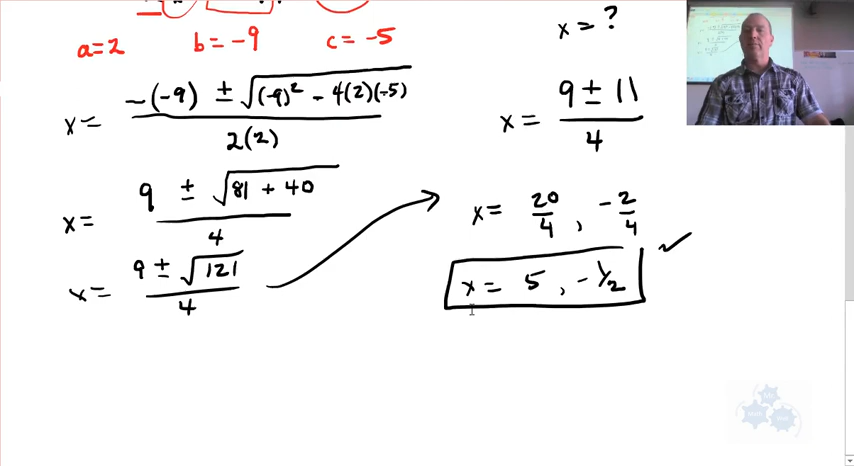 a=2 b=-9 c=-5
x=?
x= -(-9) ± √(-9)² - 4(2)(-5) / 2(2)
x= 9 ± √81 + 40 / 4
x= 9 ± √121 / 4
x= 9 ± 11 / 4
x= 20/4, -2/4
x= 5, -1/2